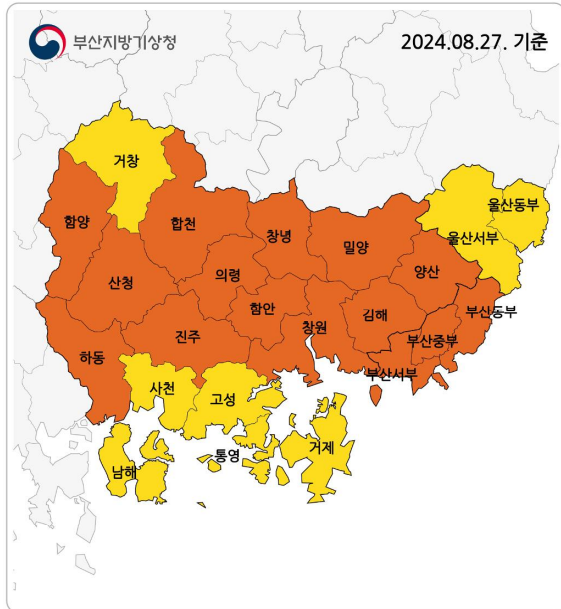 부산지방기상청
2024.08.27. 기준
거창
함양
합천
창녕
밀양
울산동부
울산서부
산청
의령
양산
함안
김해
부산동부
하동
진주
창원
부산중부
부산서부
사천
고성
거제
통영
남해